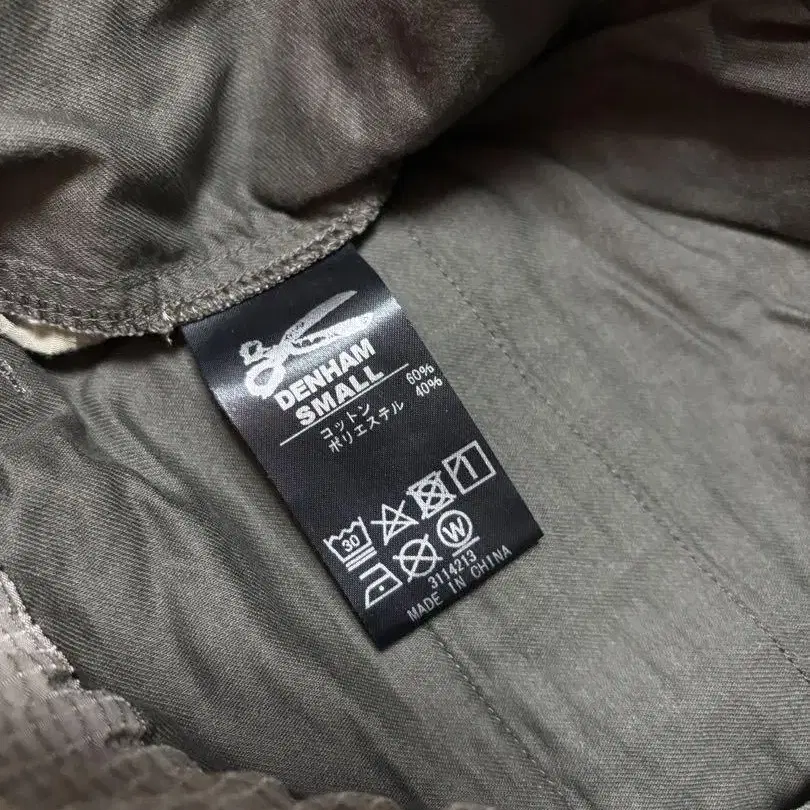 DENHAM
SMALL
コットン 60%
ポリエステル 40%
30
W
3114213
MADE IN CHINA